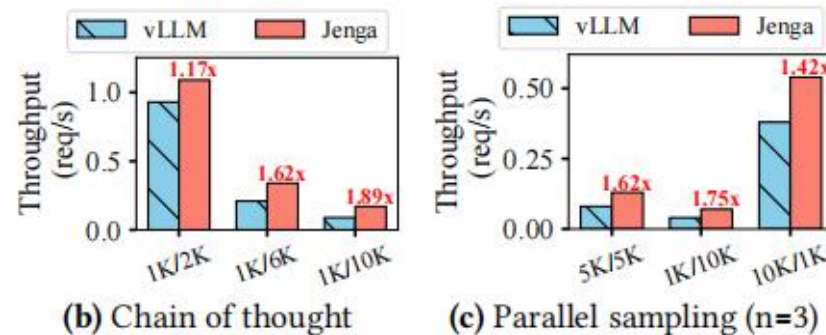 vLLM Jenga
Throughput
(req/s)
1.0
0.5
0.0
1.17x
1.62x
1.89x
1K/2K
1K/6K
1K/10K
(b) Chain of thought
vLLM Jenga
Throughput
(req/s)
0.50
0.25
0.00
1.62x
1.75x
1.42x
5K/5K
1K/10K
10K/1K
(c) Parallel sampling (n=3)